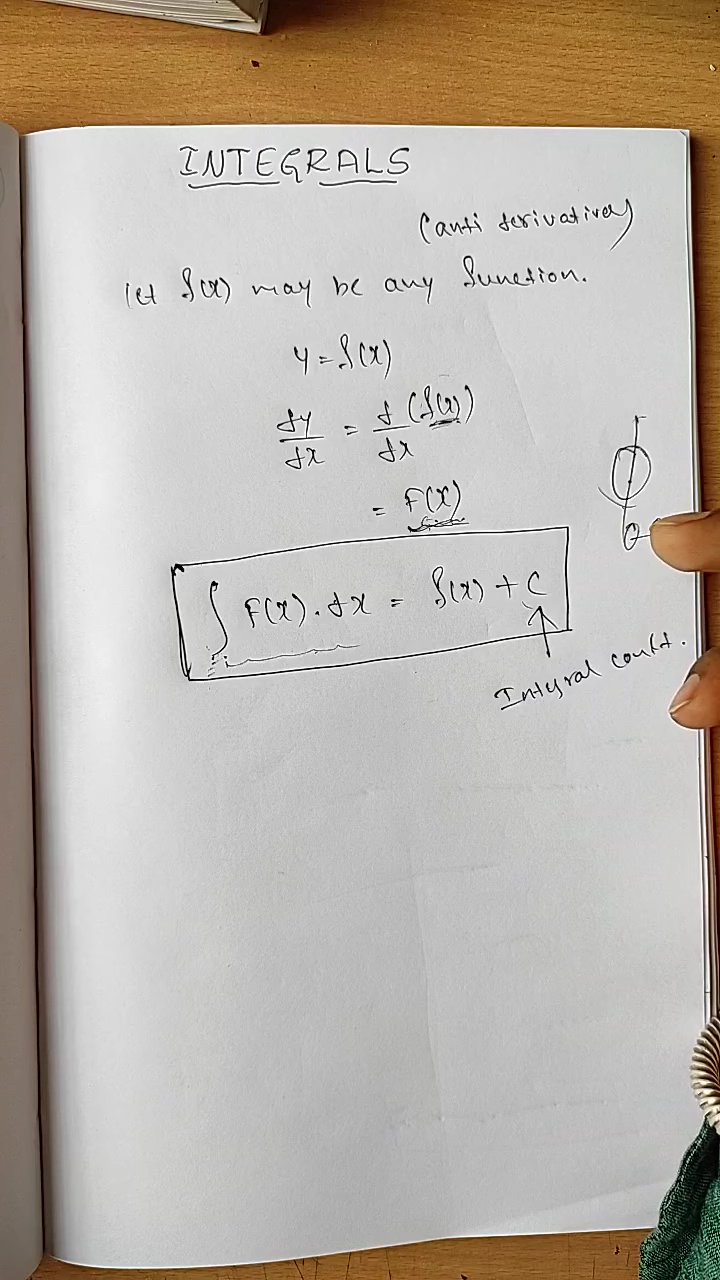 INTEGRALS
(anti derivatives)
let f(x) may be any function.
y = f(x)
dy/dx = d/dx (f(x))
= F(x)
∫ F(x) . dx = f(x) + C
Integral const.